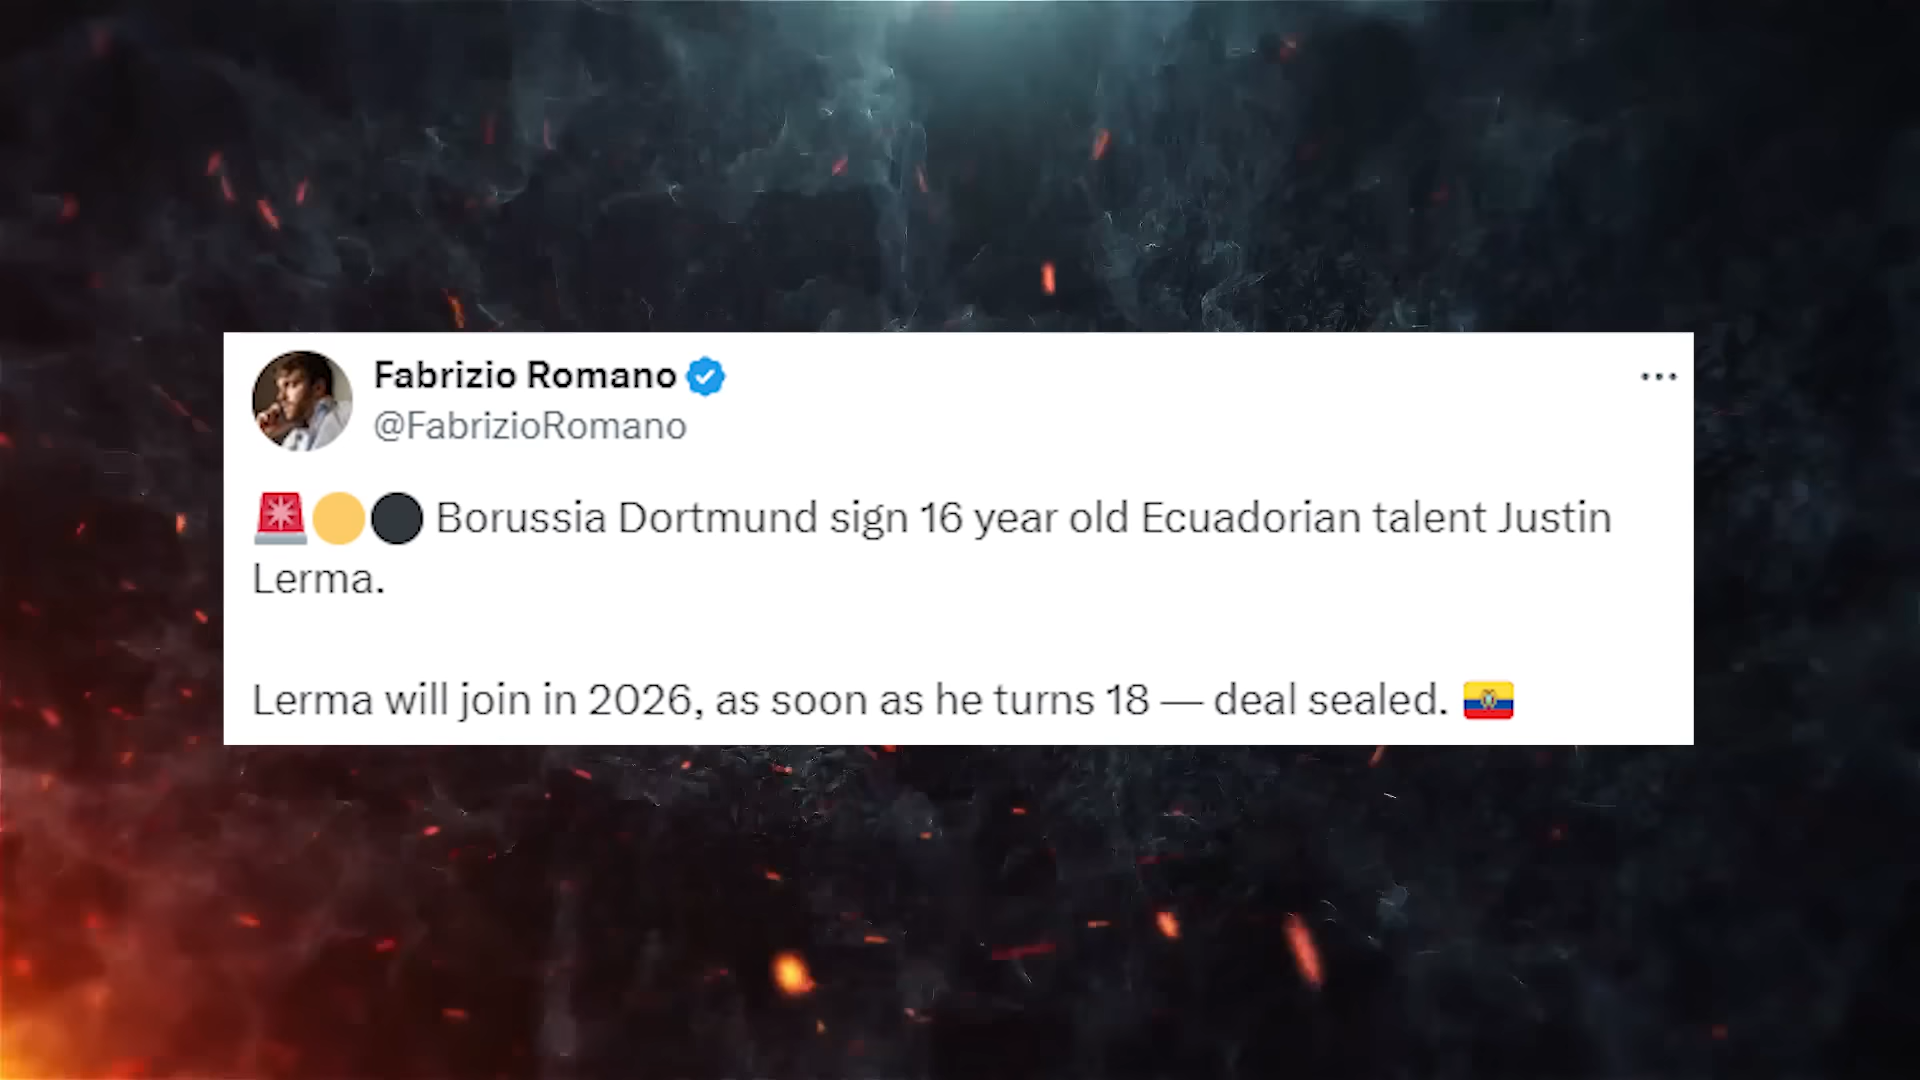 Fabrizio Romano
@FabrizioRomano
🚨🟡⚫ Borussia Dortmund sign 16 year old Ecuadorian talent Justin
Lerma.
Lerma will join in 2026, as soon as he turns 18 — deal sealed. 🇪🇨